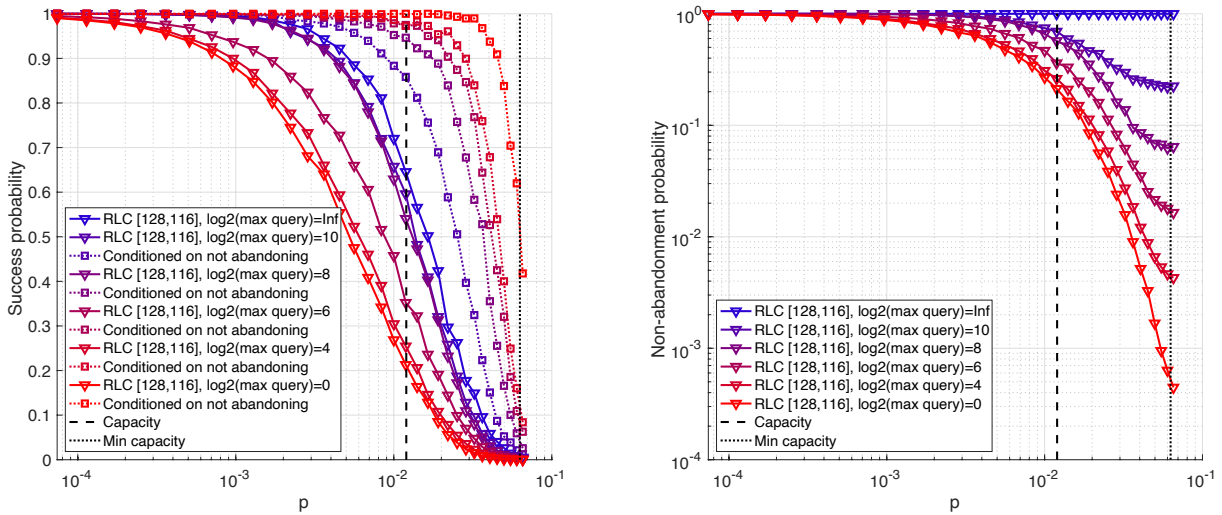 1
0.9
0.8
0.7
0.6
0.5
0.4
0.3
0.2
0.1
0
Success probability
RLC [128,116], log2(max query)=Inf
RLC [128,116], log2(max query)=10
Conditioned on not abandoning
RLC [128,116], log2(max query)=8
Conditioned on not abandoning
RLC [128,116], log2(max query)=6
Conditioned on not abandoning
RLC [128,116], log2(max query)=4
Conditioned on not abandoning
RLC [128,116], log2(max query)=0
Conditioned on not abandoning
Capacity
Min capacity
10⁻⁴ 10⁻³ 10⁻² 10⁻¹
p
10⁰
10⁻¹
10⁻²
10⁻³
10⁻⁴
Non-abandonment probability
RLC [128,116], log2(max query)=Inf
RLC [128,116], log2(max query)=10
RLC [128,116], log2(max query)=8
RLC [128,116], log2(max query)=6
RLC [128,116], log2(max query)=4
RLC [128,116], log2(max query)=0
Capacity
Min capacity
10⁻⁴ 10⁻³ 10⁻² 10⁻¹
p